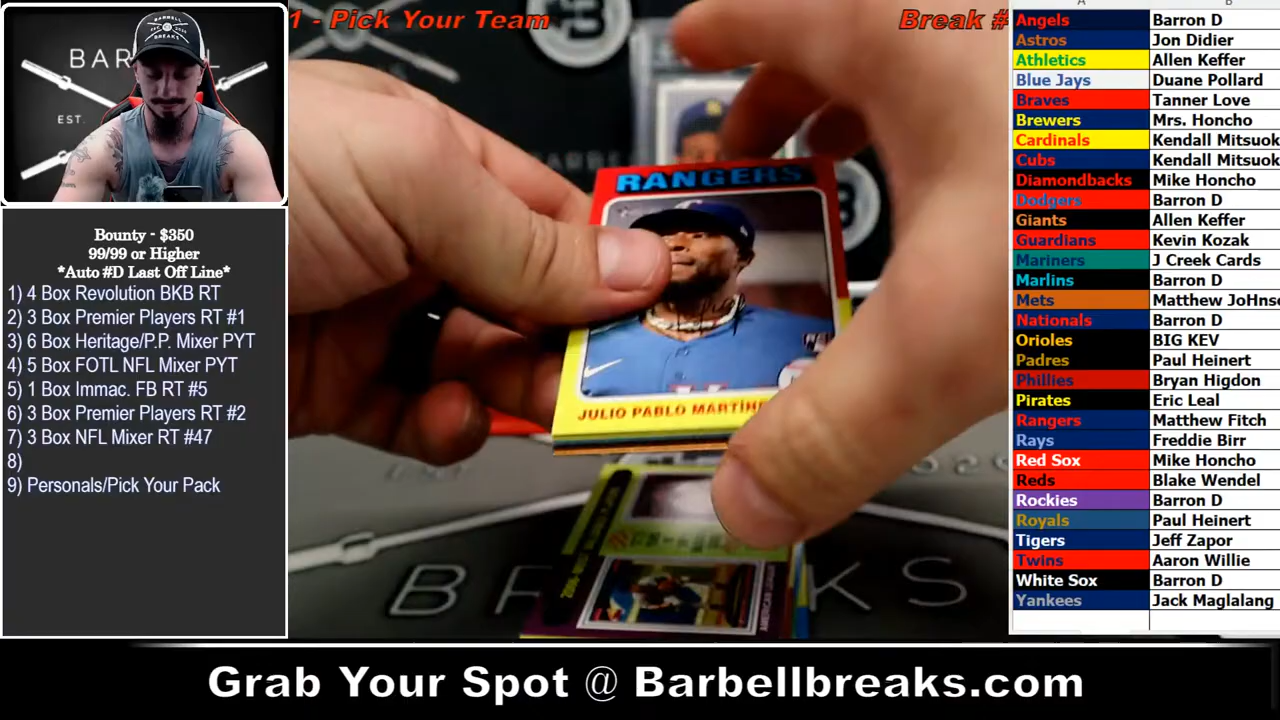 1 - Pick Your Team
Break #
BARBELL
BREAKS
EST.
Bounty - $350
99/99 or Higher
*Auto #D Last Off Line*
1) 4 Box Revolution BKB RT
2) 3 Box Premier Players RT #1
3) 6 Box Heritage/P.P. Mixer PYT
4) 5 Box FOTL NFL Mixer PYT
5) 1 Box Immac. FB RT #5
6) 3 Box Premier Players RT #2
7) 3 Box NFL Mixer RT #47
8)
9) Personals/Pick Your Pack
RANGERS
JULIO PABLO MARTÍN
A B
Angels Barron D
Astros Jon Didier
Athletics Allen Keffer
Blue Jays Duane Pollard
Braves Tanner Love
Brewers Mrs. Honcho
Cardinals Kendall Mitsuok
Cubs Kendall Mitsuok
Diamondbacks Mike Honcho
Dodgers Barron D
Giants Allen Keffer
Guardians Kevin Kozak
Mariners J Creek Cards
Marlins Barron D
Mets Matthew JoHnso
Nationals Barron D
Orioles BIG KEV
Padres Paul Heinert
Phillies Bryan Higdon
Pirates Eric Leal
Rangers Matthew Fitch
Rays Freddie Birr
Red Sox Mike Honcho
Reds Blake Wendel
Rockies Barron D
Royals Paul Heinert
Tigers Jeff Zapor
Twins Aaron Willie
White Sox Barron D
Yankees Jack Maglalang
BR KS
Grab Your Spot @ Barbellbreaks.com